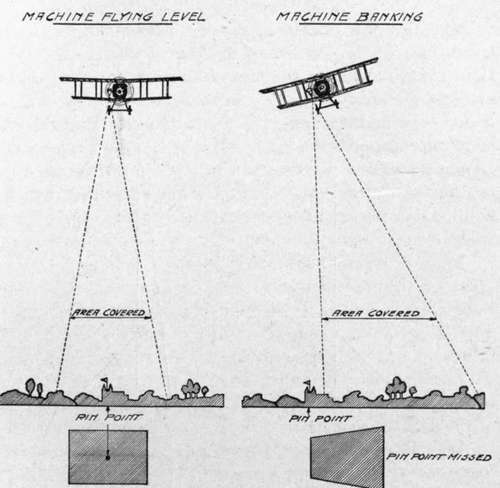 MACHINE FLYING LEVEL
MACHINE BANKING
AREA COVERED
AREA COVERED
PIN POINT
PIN POINT
PIN POINT MISSED